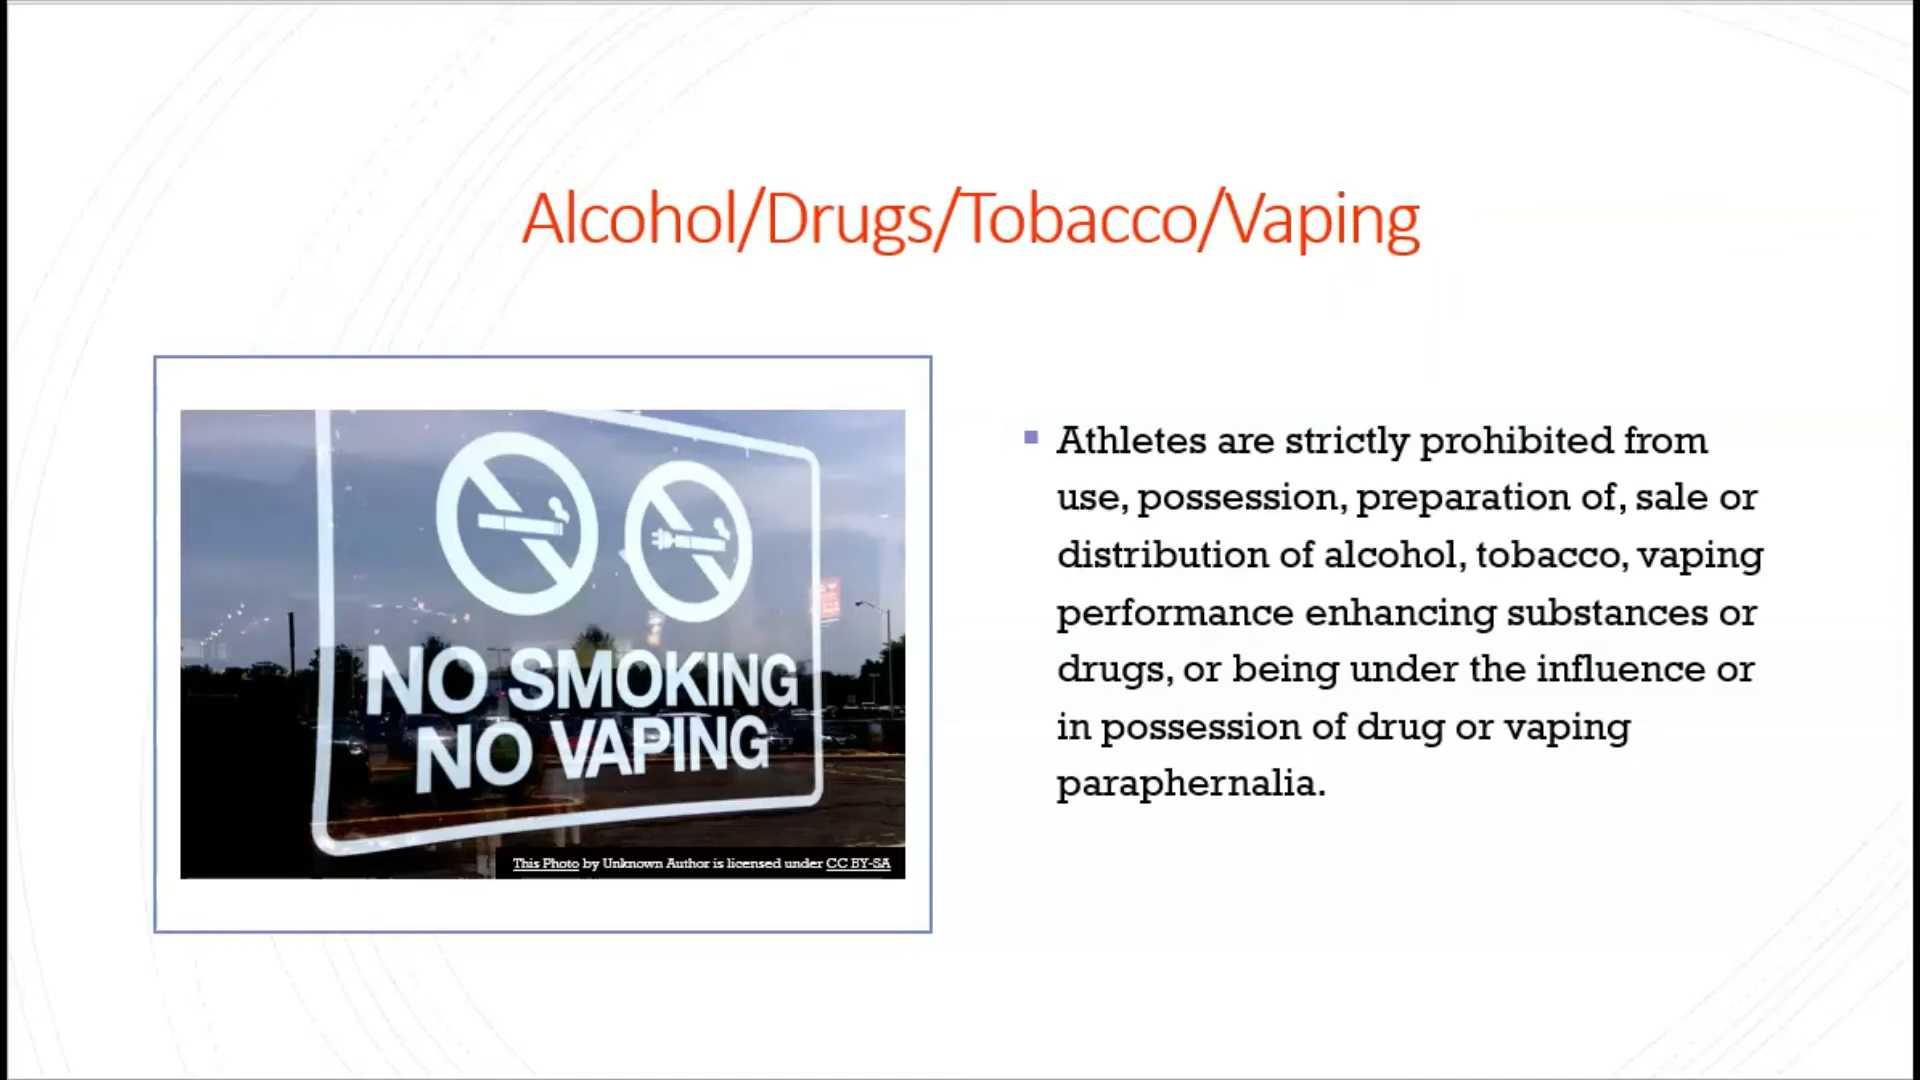 Alcohol/Drugs/Tobacco/Vaping
NO SMOKING
NO VAPING
This Photo by Unknown Author is licensed under CC BY-SA
Athletes are strictly prohibited from
use, possession, preparation of, sale or
distribution of alcohol, tobacco, vaping
performance enhancing substances or
drugs, or being under the influence or
in possession of drug or vaping
paraphernalia.